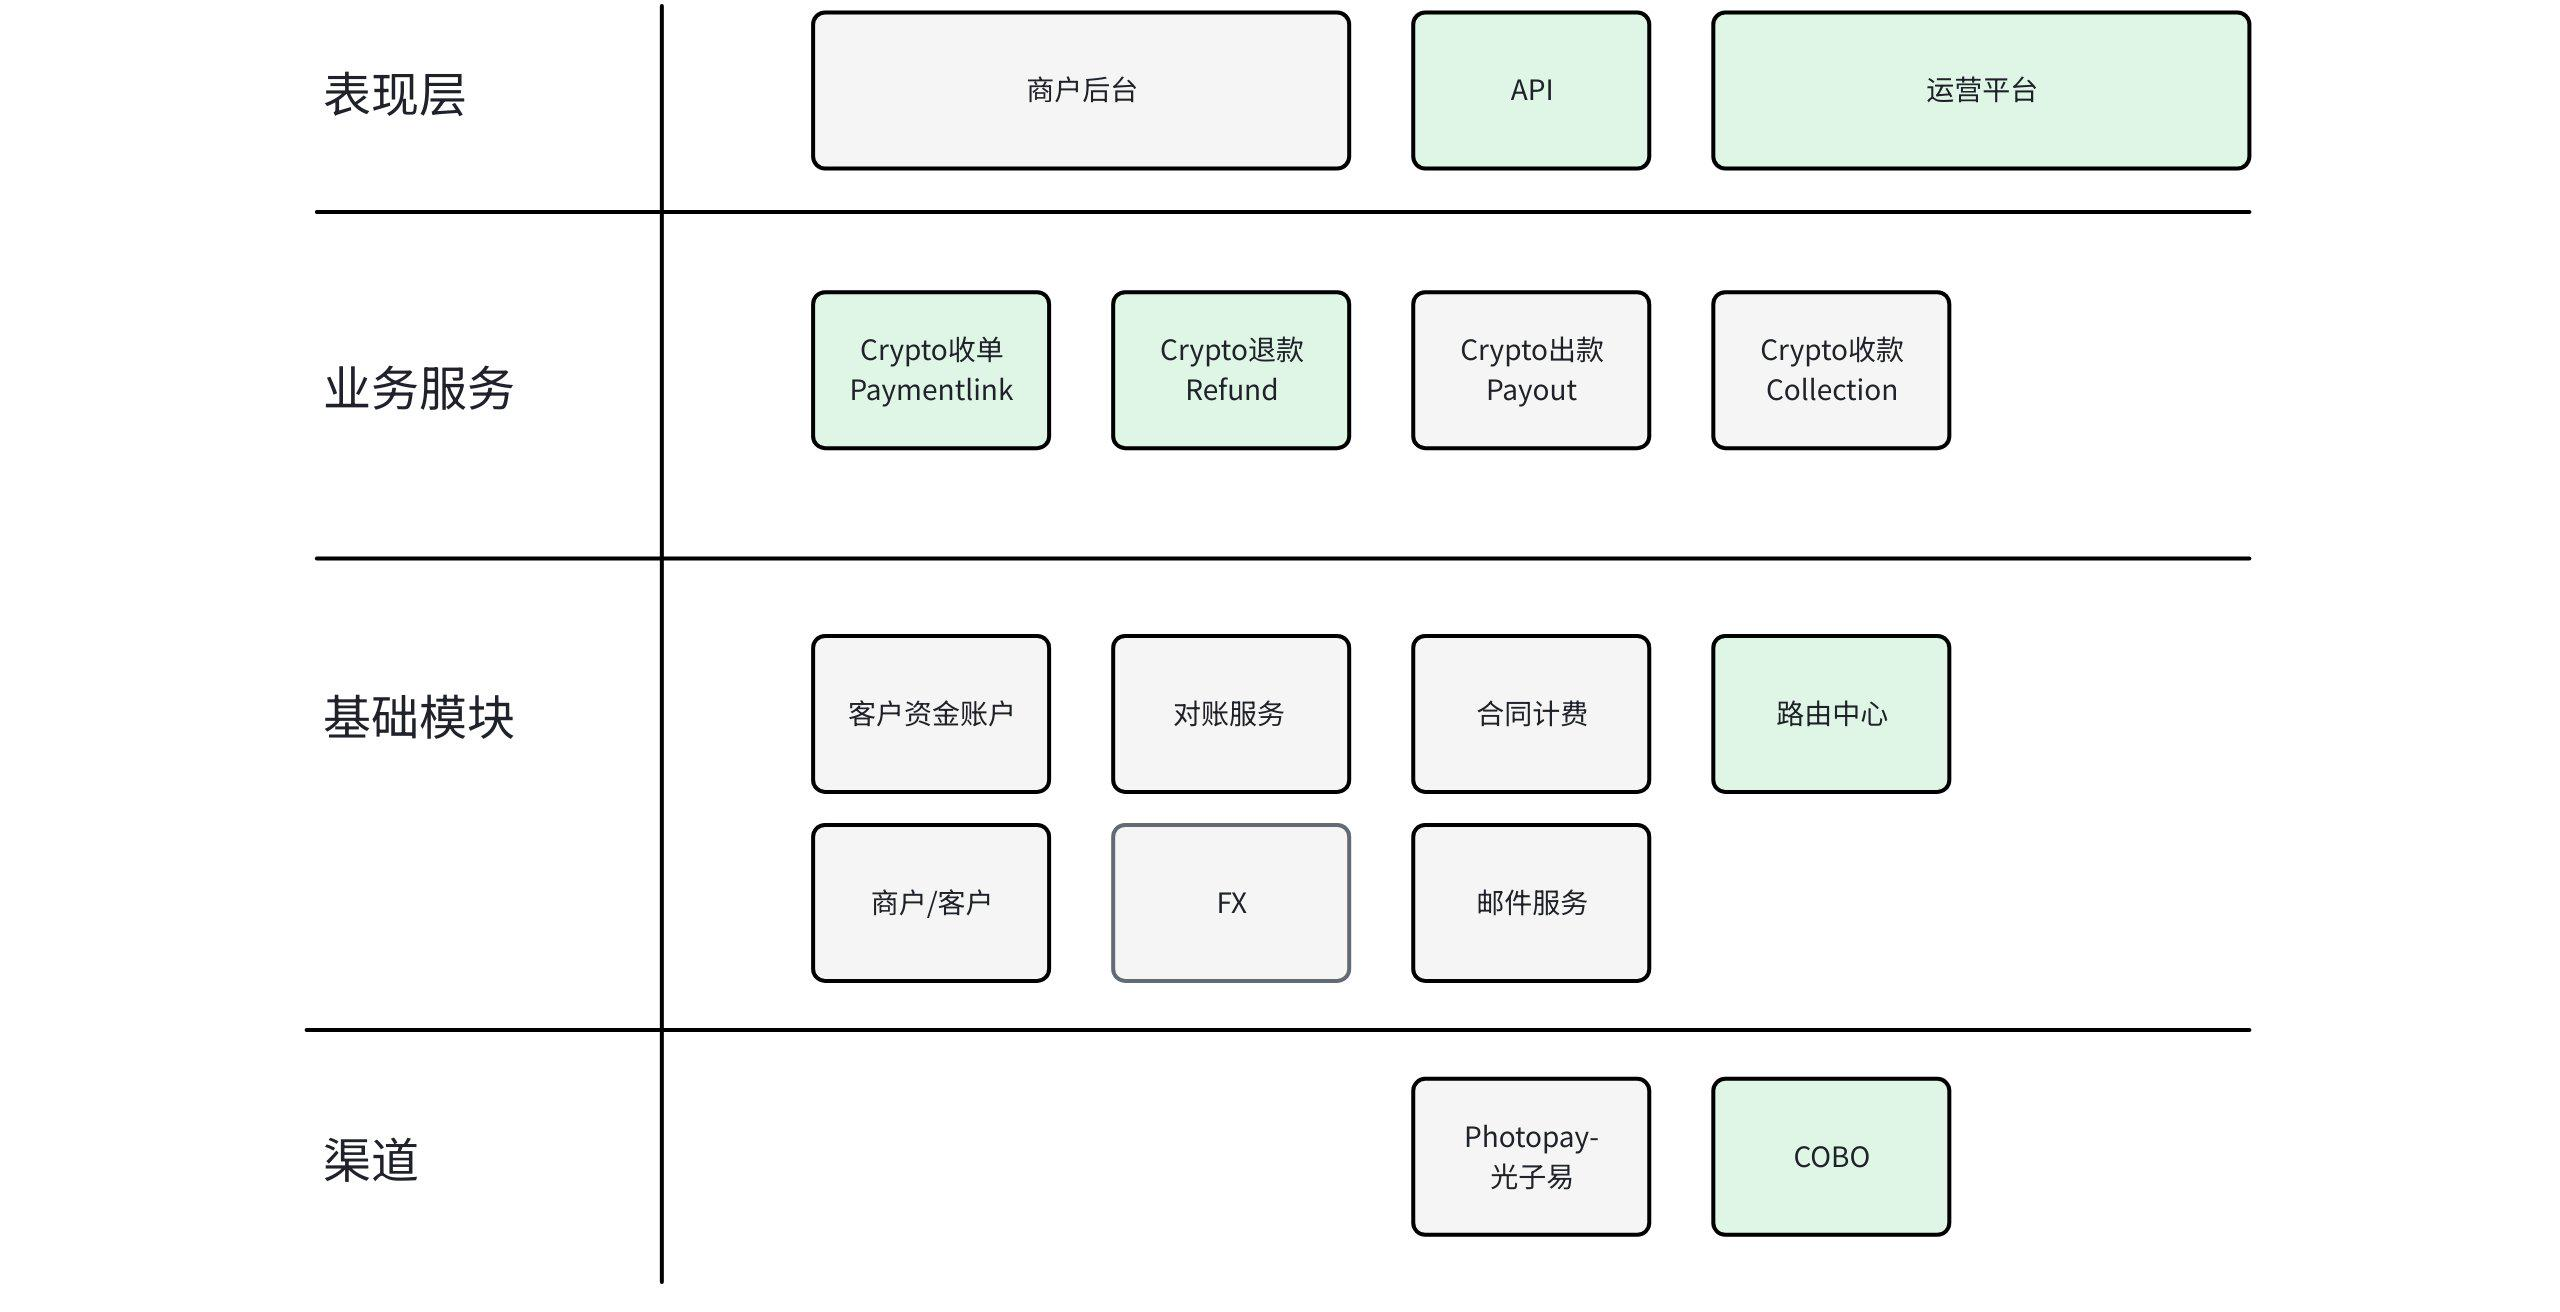 表现层
商户后台
API
运营平台
业务服务
Crypto收单
Paymentlink
Crypto退款
Refund
Crypto出款
Payout
Crypto收款
Collection
基础模块
客户资金账户
对账服务
合同计费
路由中心
商户/客户
FX
邮件服务
渠道
Photopay-
光子易
COBO